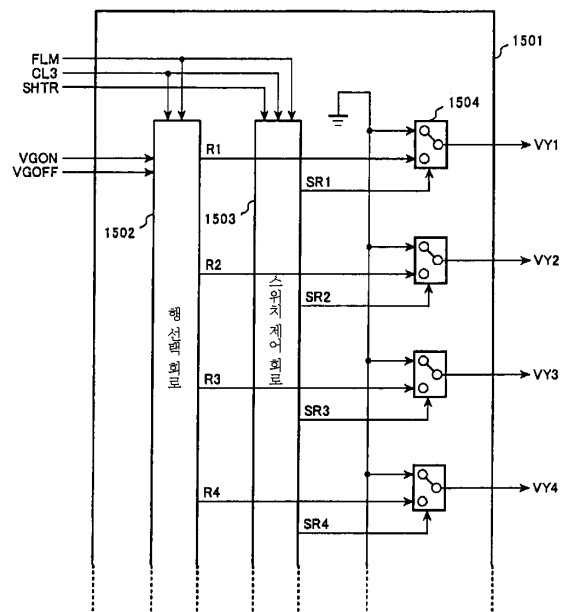 1501
FLM
CL3
SHTR
1504
R1
VY1
VGON
VGOFF
SR1
1502
1503
R2
VY2
SR2
행 선택 회로
스위치 제어 회로
R3
VY3
SR3
R4
VY4
SR4